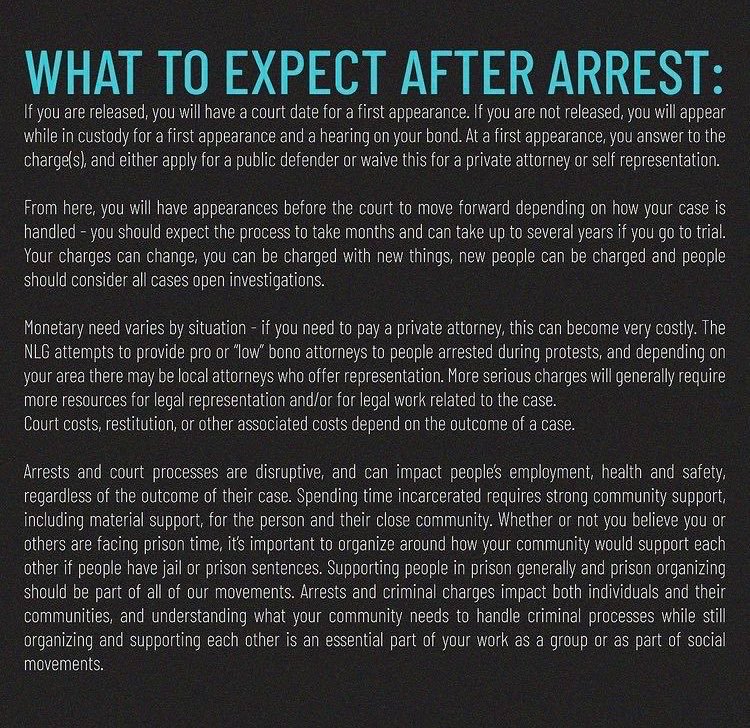 WHAT TO EXPECT AFTER ARREST:
If you are released, you will have a court date for a first appearance. If you are not released, you will appear
while in custody for a first appearance and a hearing on your bond. At a first appearance, you answer to the
charge(s), and either apply for a public defender or waive this for a private attorney or self representation.
From here, you will have appearances before the court to move forward depending on how your case is
handled - you should expect the process to take months and can take up to several years if you go to trial.
Your charges can change, you can be charged with new things, new people can be charged and people
should consider all cases open investigations.
Monetary need varies by situation - if you need to pay a private attorney, this can become very costly. The
NLG attempts to provide pro or “low” bono attorneys to people arrested during protests, and depending on
your area there may be local attorneys who offer representation. More serious charges will generally require
more resources for legal representation and/or for legal work related to the case.
Court costs, restitution, or other associated costs depend on the outcome of a case.
Arrests and court processes are disruptive, and can impact people’s employment, health and safety,
regardless of the outcome of their case. Spending time incarcerated requires strong community support,
including material support, for the person and their close community. Whether or not you believe you or
others are facing prison time, it’s important to organize around how your community would support each
other if people have jail or prison sentences. Supporting people in prison generally and prison organizing
should be part of all of our movements. Arrests and criminal charges impact both individuals and their
communities, and understanding what your community needs to handle criminal processes while still
organizing and supporting each other is an essential part of your work as a group or as part of social
movements.